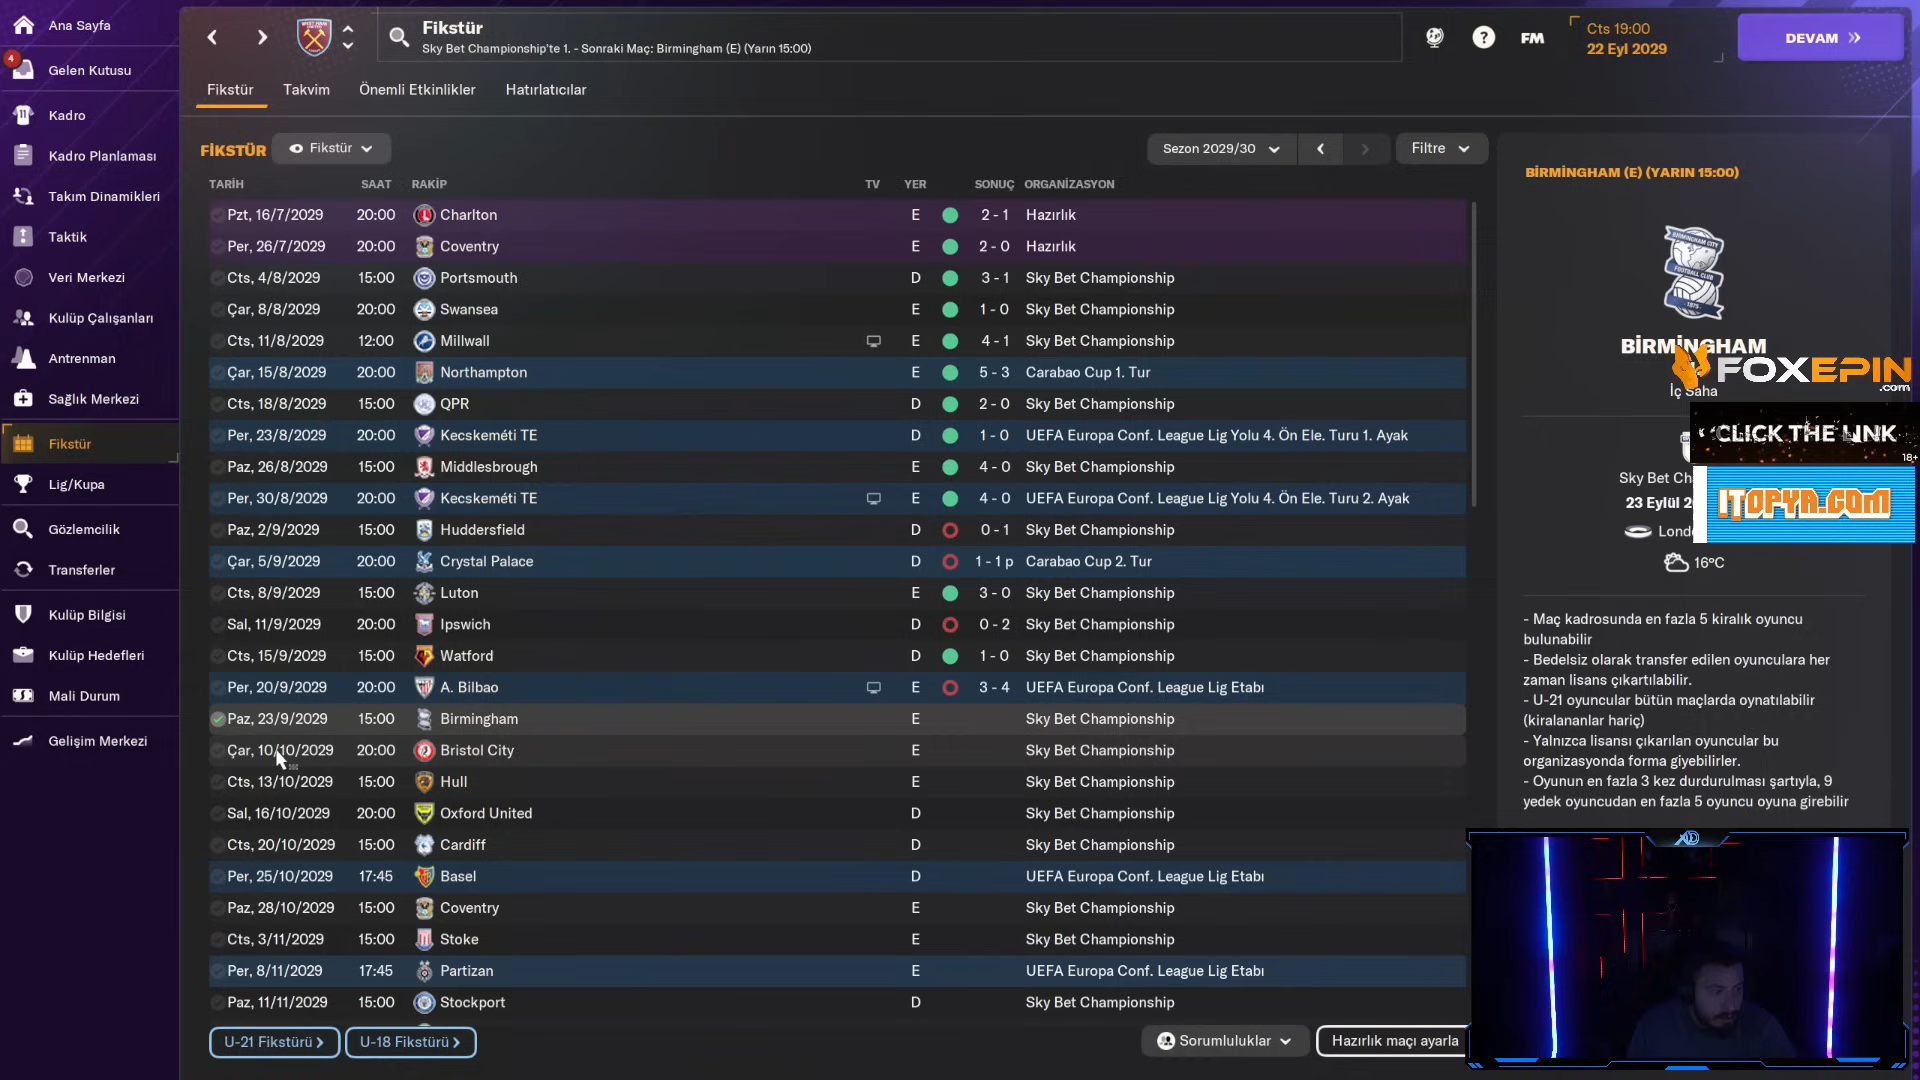 Ana Sayfa
4
Gelen Kutusu
Kadro
Kadro Planlaması
Takım Dinamikleri
Taktik
Veri Merkezi
Kulüp Çalışanları
Antrenman
Sağlık Merkezi
Fikstür
Lig/Kupa
Gözlemcilik
Transferler
Kulüp Bilgisi
Kulüp Hedefleri
Mali Durum
Gelişim Merkezi
Fikstür
Sky Bet Championship'te 1. - Sonraki Maç: Birmingham (E) (Yarın 15:00)
? FM
Cts 19:00
22 Eyl 2029
DEVAM
Fikstür Takvim Önemli Etkinlikler Hatırlatıcılar
FİKSTÜR Fikstür Sezon 2029/30 Filtre
TARİH SAAT RAKİP TV YER SONUÇ ORGANİZASYON
Pzt, 16/7/2029 20:00 Charlton E 2 - 1 Hazırlık
Per, 26/7/2029 20:00 Coventry E 2 - 0 Hazırlık
Cts, 4/8/2029 15:00 Portsmouth D 3 - 1 Sky Bet Championship
Çar, 8/8/2029 20:00 Swansea E 1 - 0 Sky Bet Championship
Cts, 11/8/2029 12:00 Millwall E 4 - 1 Sky Bet Championship
Çar, 15/8/2029 20:00 Northampton E 5 - 3 Carabao Cup 1. Tur
Cts, 18/8/2029 15:00 QPR D 2 - 0 Sky Bet Championship
Per, 23/8/2029 20:00 Kecskeméti TE D 1 - 0 UEFA Europa Conf. League Lig Yolu 4. Ön Ele. Turu 1. Ayak
Paz, 26/8/2029 15:00 Middlesbrough E 4 - 0 Sky Bet Championship
Per, 30/8/2029 20:00 Kecskeméti TE E 4 - 0 UEFA Europa Conf. League Lig Yolu 4. Ön Ele. Turu 2. Ayak
Paz, 2/9/2029 15:00 Huddersfield D 0 - 1 Sky Bet Championship
Çar, 5/9/2029 20:00 Crystal Palace D 1 - 1 p Carabao Cup 2. Tur
Cts, 8/9/2029 15:00 Luton E 3 - 0 Sky Bet Championship
Sal, 11/9/2029 20:00 Ipswich D 0 - 2 Sky Bet Championship
Cts, 15/9/2029 15:00 Watford D 1 - 0 Sky Bet Championship
Per, 20/9/2029 20:00 A. Bilbao E 3 - 4 UEFA Europa Conf. League Lig Etabı
Paz, 23/9/2029 15:00 Birmingham E Sky Bet Championship
Çar, 10/10/2029 20:00 Bristol City E Sky Bet Championship
Cts, 13/10/2029 15:00 Hull E Sky Bet Championship
Sal, 16/10/2029 20:00 Oxford United D Sky Bet Championship
Cts, 20/10/2029 15:00 Cardiff D Sky Bet Championship
Per, 25/10/2029 17:45 Basel D UEFA Europa Conf. League Lig Etabı
Paz, 28/10/2029 15:00 Coventry E Sky Bet Championship
Cts, 3/11/2029 15:00 Stoke E Sky Bet Championship
Per, 8/11/2029 17:45 Partizan E UEFA Europa Conf. League Lig Etabı
Paz, 11/11/2029 15:00 Stockport D Sky Bet Championship
U-21 Fikstürü U-18 Fikstürü Sorumluluklar Hazırlık maçı ayarla
BİRMİNGHAM (E) (YARIN 15:00)
BIRMINGHAM CITY
FOOTBALL CLUB
1875
BİRMİNGHAM
FOXEPIN
.com
İç Saha
CLICK THE LINK
18+
Sky Bet Cha
23 Eylül 2
İTOPYA.COM
Lond
16°C
- Maç kadrosunda en fazla 5 kiralık oyuncu
bulunabilir
- Bedelsiz olarak transfer edilen oyunculara her
zaman lisans çıkartılabilir.
- U-21 oyuncular bütün maçlarda oynatılabilir
(kiralananlar hariç)
- Yalnızca lisansı çıkarılan oyuncular bu
organizasyonda forma giyebilirler.
- Oyunun en fazla 3 kez durdurulması şartıyla, 9
yedek oyuncudan en fazla 5 oyuncu oyuna girebilir